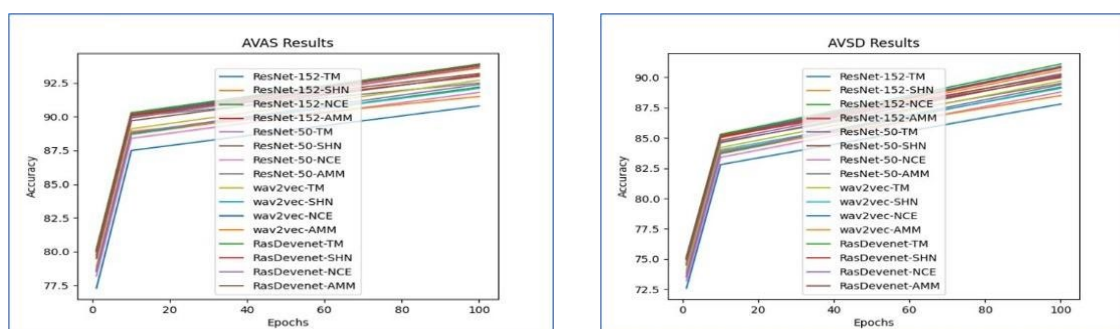 AVAS Results
Accuracy
92.5
90.0
87.5
85.0
82.5
80.0
77.5
ResNet-152-TM
ResNet-152-SHN
ResNet-152-NCE
ResNet-152-AMM
ResNet-50-TM
ResNet-50-SHN
ResNet-50-NCE
ResNet-50-AMM
wav2vec-TM
wav2vec-SHN
wav2vec-NCE
wav2vec-AMM
RasDevenet-TM
RasDevenet-SHN
RasDevenet-NCE
RasDevenet-AMM
0 20 40 60 80 100
Epochs
AVSD Results
Accuracy
90.0
87.5
85.0
82.5
80.0
77.5
75.0
72.5
ResNet-152-TM
ResNet-152-SHN
ResNet-152-NCE
ResNet-152-AMM
ResNet-50-TM
ResNet-50-SHN
ResNet-50-NCE
ResNet-50-AMM
wav2vec-TM
wav2vec-SHN
wav2vec-NCE
wav2vec-AMM
RasDevenet-TM
RasDevenet-SHN
RasDevenet-NCE
RasDevenet-AMM
0 20 40 60 80 100
Epochs